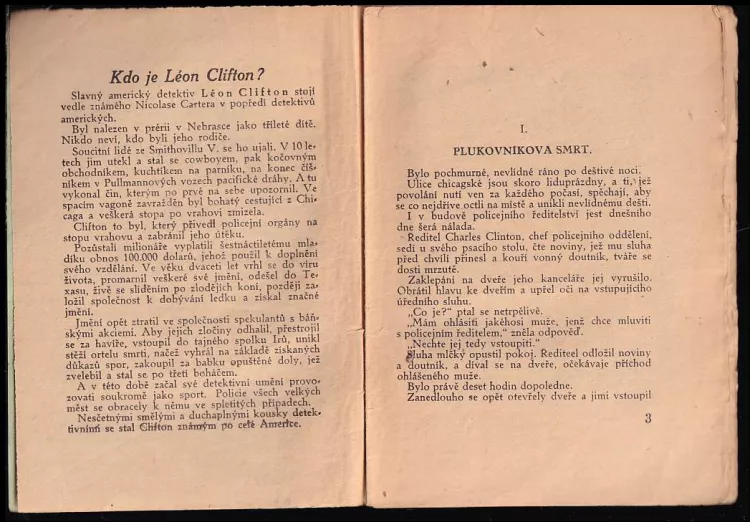 Kdo je Léon Clifton?
Slavný americký detektiv Léon Clifton stojí
vedle známého Nicolase Cartera v popředí detektivů
amerických.
Byl nalezen v prérii v Nebrasce jako tříleté dítě.
Nikdo neví, kdo byli jeho rodiče.
Soucitní lidé ze Smithovillu V. se ho ujali. V 10 le-
tech jim utekl a stal se cowboyem, pak kočovným
obchodníkem, kuchtíkem na parníku, na konec čiš-
níkem v Pullmannových vozech pacifické dráhy. A tu
vykonal čin, kterým po prvé na sebe upozornil. Ve
spacím vagoně zavražděn byl bohatý cestující z Chi-
caga a veškerá stopa po vrahovi zmizela.
Clifton to byl, který přivedl policejní orgány na
stopu vrahovu a zabránil jeho útěku.
Pozůstalí milionáře vyplatili šestnáctiletému mla-
díku obnos 100.000 dolarů, jehož použil k doplnění
svého vzdělání. Ve věku dvaceti let vrhl se do víru
života, promarnil veškeré své jmění, odešel do Te-
xasu, živě se slíděním po zlodějích koní, později za-
ložil společnost k dobývání ledku a získal značné
jmění.
Jmění opět ztratil ve společnosti spekulantů s báň-
skými akciemi. Aby jejich zločiny odhalil, přestrojil
se za havíře, vstoupil do tajného spolku Irů, unikl
stěží ortelu smrti, načež vyhrál na základě získaných
důkazů spor, zakoupil za babku opuštěné doly, jež
zvelebil a stal se po třetí boháčem.
A v této době začal své detektivní umění provo-
zovati soukromě jako sport. Policie všech velkých
měst se obracely k němu ve spletitých případech.
Nesčetnými smělými a duchaplnými kousky detek-
tivními se stal Clifton známým po celé Americe.
I.
PLUKOVNÍKOVA SMRT.
Bylo pochmurné, nevlídné ráno po deštivé noci.
Ulice chicagské jsou skoro liduprázdny, a ti, jež
povolání nutí ven za každého počasí, spěchají, aby
se co nejdříve octli na místě a unikli nevlídnému dešti.
I v budově policejního ředitelství jest dnešního
dne šerá nálada.
Ředitel Charles Clinton, chef policejního oddělení,
sedí u svého psacího stolu, čte noviny, jež mu sluha
před chvílí přinesl a kouří vonný doutník, tváře se
dosti mrzutě.
Zaklepání na dveře jeho kanceláře jej vyrušilo.
Obrátil hlavu ke dveřím a upřel oči na vstupujícího
úředního sluhu.
„Co je?“ ptal se netrpělivě.
„Mám ohlásiti jakéhosi muže, jenž chce mluviti
s policejním ředitelem,“ zněla odpověď.
„Nechte jej tedy vstoupiti.“
Sluha mlčky opustil pokoj. Ředitel odložil noviny
a doutník, a díval se na dveře, očekávaje příchod
ohlášeného muže.
Bylo právě deset hodin dopoledne.
Zanedlouho se opět otevřely dveře a jimi vstoupil
3